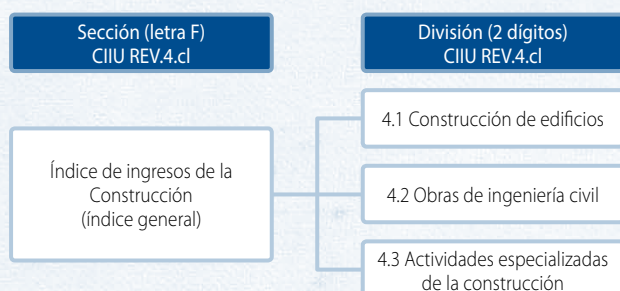 Sección (letra F)
CIIU REV.4.cl
División (2 dígitos)
CIIU REV.4.cl
Índice de ingresos de la
Construcción
(índice general)
4.1 Construcción de edificios
4.2 Obras de ingeniería civil
4.3 Actividades especializadas
de la construcción